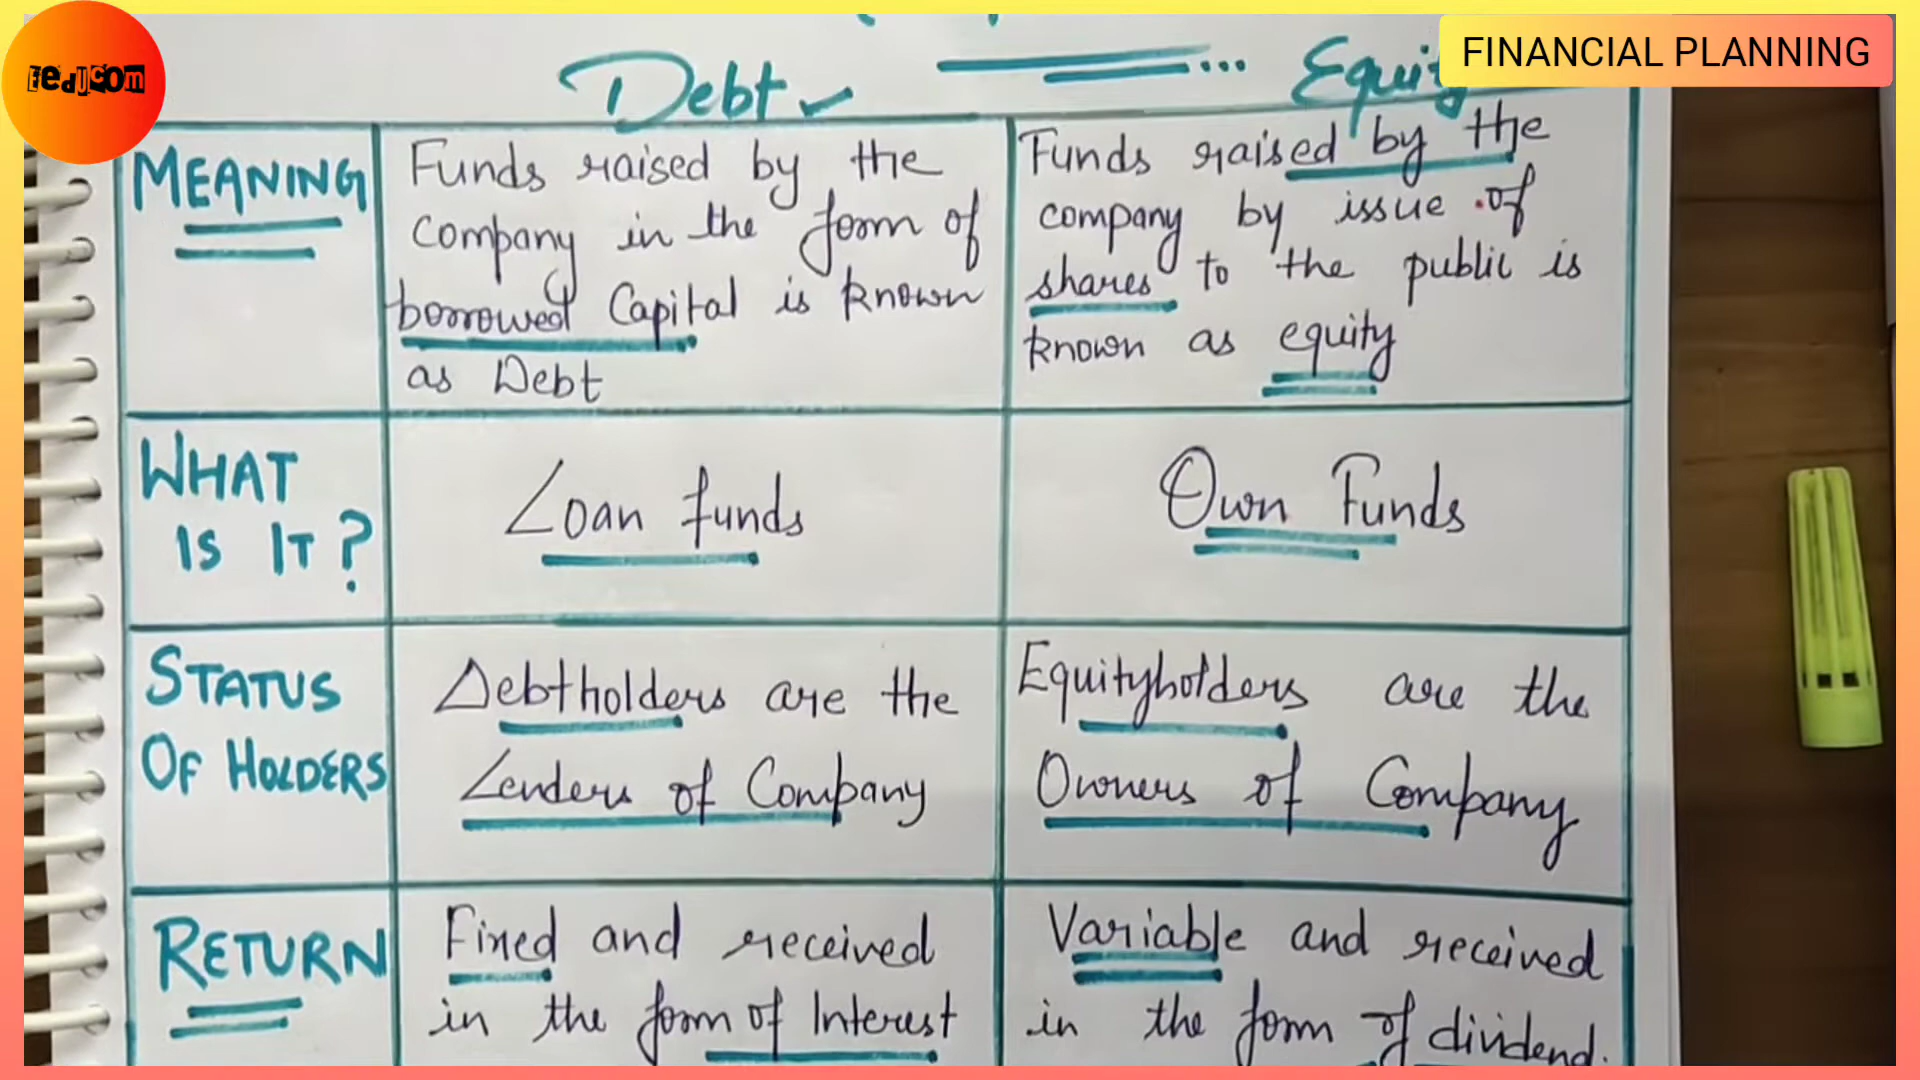 Eeducom
FINANCIAL PLANNING
Debt
MEANING
Funds raised by the
company in the form of
borrowed Capital is known
as Debt
Funds raised by the
company by issue of
shares to the public is
known as equity
WHAT
IS IT?
Loan funds
Own Funds
STATUS
OF HOLDERS
Debtholders are the
Lenders of Company
Equityholders are the
Owners of Company
RETURN
Fixed and received
in the form of Interest
Variable and received
in the form of dividend.